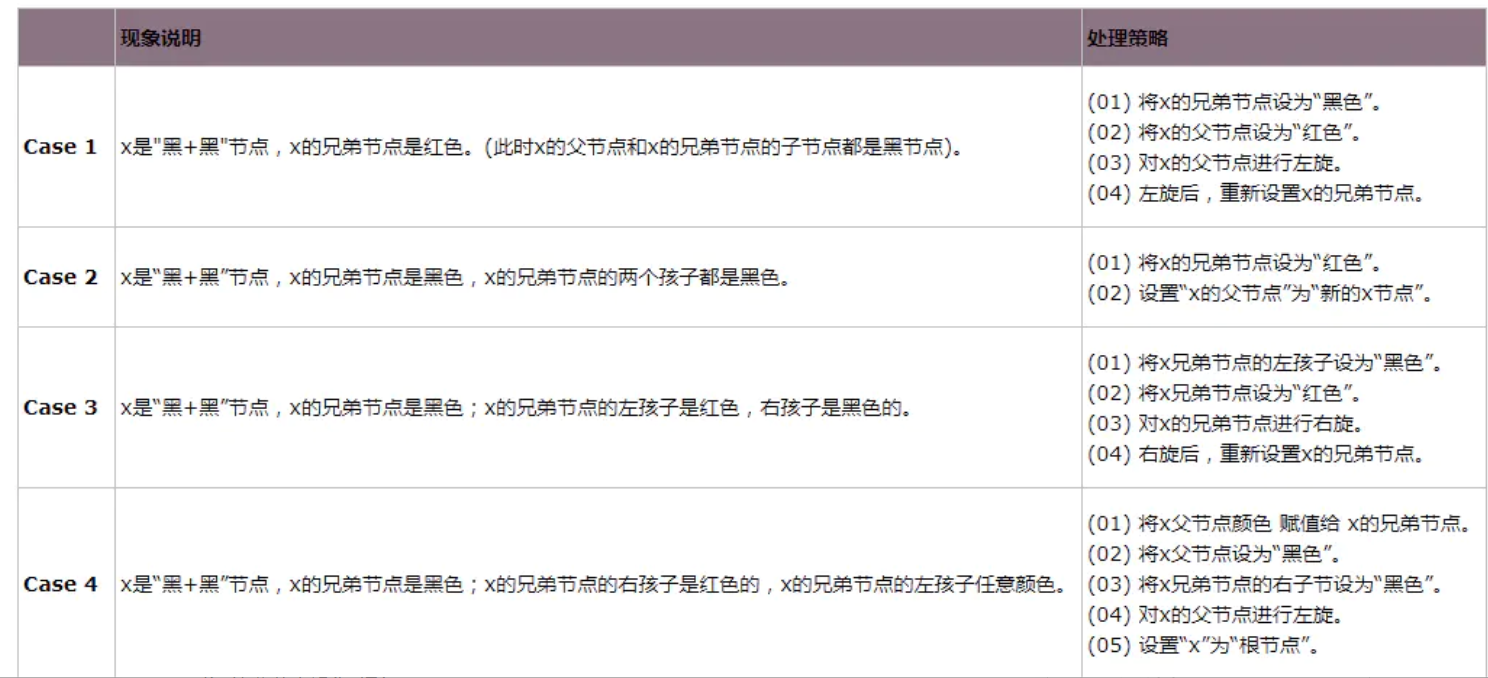 现象说明
处理策略
Case 1
x是"黑+黑"节点，x的兄弟节点是红色。(此时x的父节点和x的兄弟节点的子节点都是黑节点)。
(01) 将x的兄弟节点设为“黑色”。
(02) 将x的父节点设为“红色”。
(03) 对x的父节点进行左旋。
(04) 左旋后，重新设置x的兄弟节点。
Case 2
x是“黑+黑”节点，x的兄弟节点是黑色，x的兄弟节点的两个孩子都是黑色。
(01) 将x的兄弟节点设为“红色”。
(02) 设置“x的父节点”为“新的x节点”。
Case 3
x是“黑+黑”节点，x的兄弟节点是黑色；x的兄弟节点的左孩子是红色，右孩子是黑色的。
(01) 将x兄弟节点的左孩子设为“黑色”。
(02) 将x兄弟节点设为“红色”。
(03) 对x的兄弟节点进行右旋。
(04) 右旋后，重新设置x的兄弟节点。
Case 4
x是“黑+黑”节点，x的兄弟节点是黑色；x的兄弟节点的右孩子是红色的，x的兄弟节点的左孩子任意颜色。
(01) 将x父节点颜色 赋值给 x的兄弟节点。
(02) 将x父节点设为“黑色”。
(03) 将x兄弟节点的右子节设为“黑色”。
(04) 对x的父节点进行左旋。
(05) 设置“x”为“根节点”。